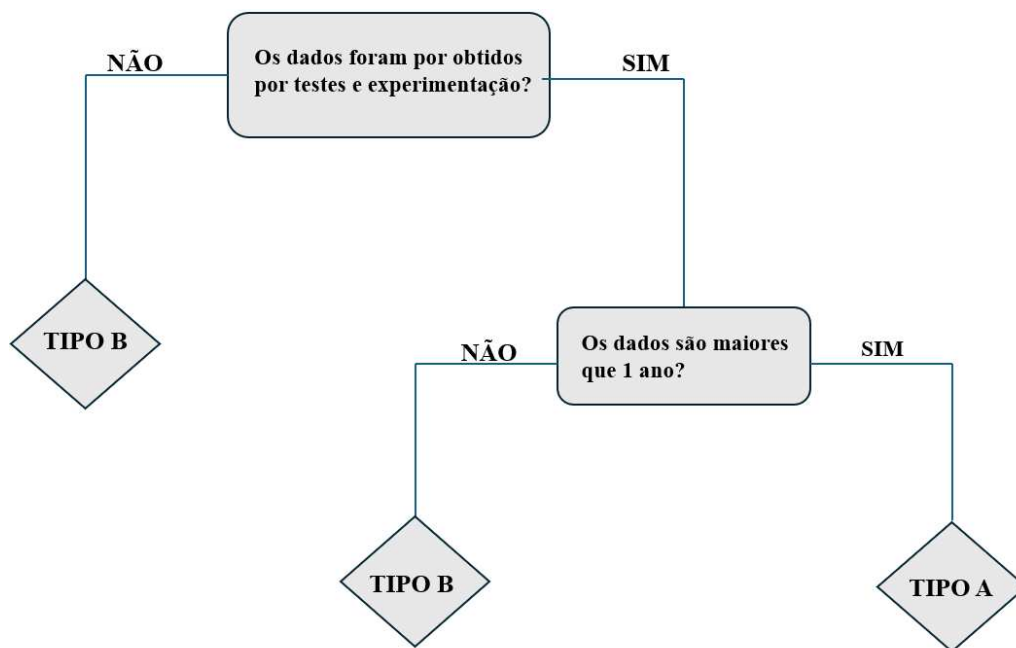 NÃO
Os dados foram por obtidos
por testes e experimentação?
SIM
TIPO B
NÃO
Os dados são maiores
que 1 ano?
SIM
TIPO B
TIPO A